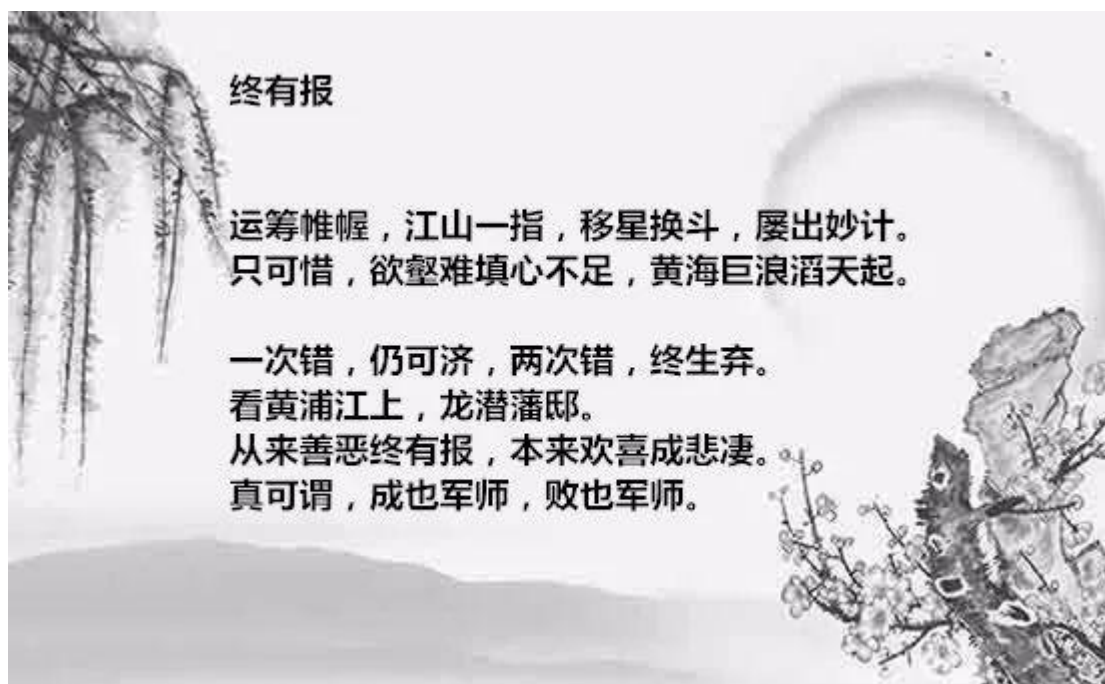 终有报
运筹帷幄，江山一指，移星换斗，屡出妙计。
只可惜，欲壑难填心不足，黄海巨浪滔天起。
一次错，仍可济，两次错，终生弃。
看黄浦江上，龙潜藩邸。
从来善恶终有报，本来欢喜成悲凄。
真可谓，成也军师，败也军师。